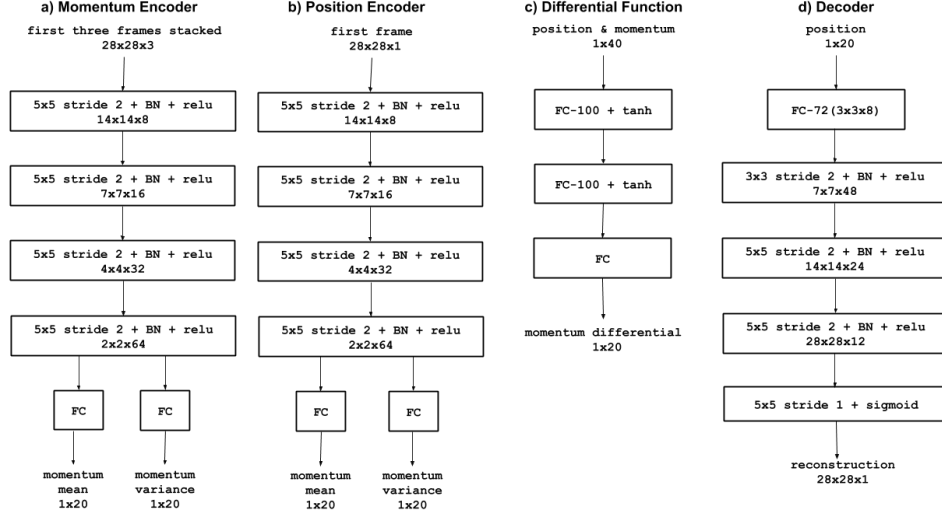 a) Momentum Encoder
first three frames stacked
28x28x3
5x5 stride 2 + BN + relu
14x14x8
5x5 stride 2 + BN + relu
7x7x16
5x5 stride 2 + BN + relu
4x4x32
5x5 stride 2 + BN + relu
2x2x64
FC
FC
momentum
mean
1x20
momentum
variance
1x20
b) Position Encoder
first frame
28x28x1
5x5 stride 2 + BN + relu
14x14x8
5x5 stride 2 + BN + relu
7x7x16
5x5 stride 2 + BN + relu
4x4x32
5x5 stride 2 + BN + relu
2x2x64
FC
FC
momentum
mean
1x20
momentum
variance
1x20
c) Differential Function
position & momentum
1x40
FC-100 + tanh
FC-100 + tanh
FC
momentum differential
1x20
d) Decoder
position
1x20
FC-72(3x3x8)
3x3 stride 2 + BN + relu
7x7x48
5x5 stride 2 + BN + relu
14x14x24
5x5 stride 2 + BN + relu
28x28x12
5x5 stride 1 + sigmoid
reconstruction
28x28x1